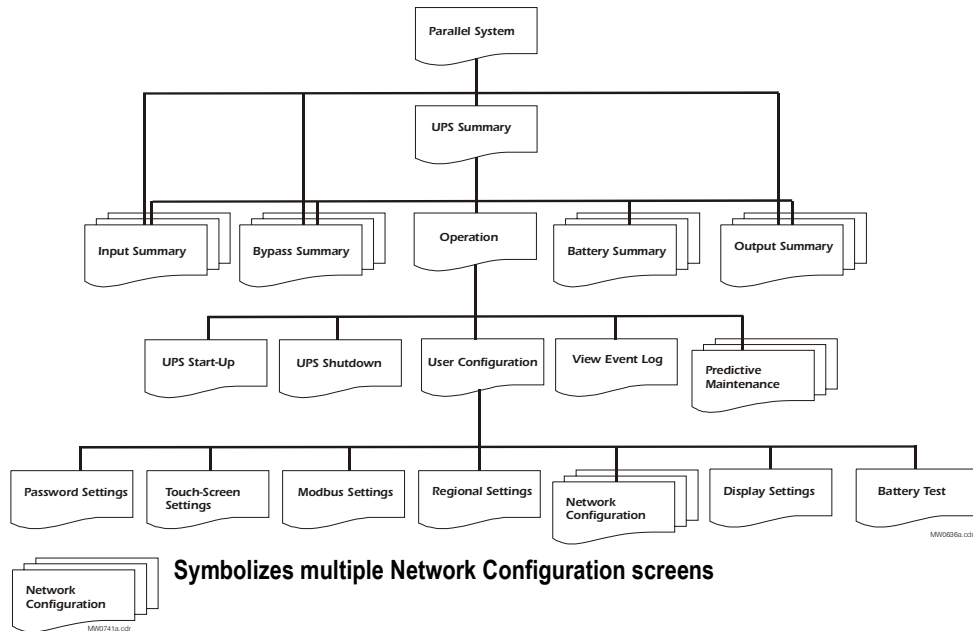 Parallel System
UPS Summary
Input Summary
Bypass Summary
Operation
Battery Summary
Output Summary
UPS Start-Up
UPS Shutdown
User Configuration
View Event Log
Predictive
Maintenance
Password Settings
Touch-Screen
Settings
Modbus Settings
Regional Settings
Network
Configuration
Display Settings
Battery Test
MW0636a.cdr
Network
Configuration
MW0741a.cdr
Symbolizes multiple Network Configuration screens